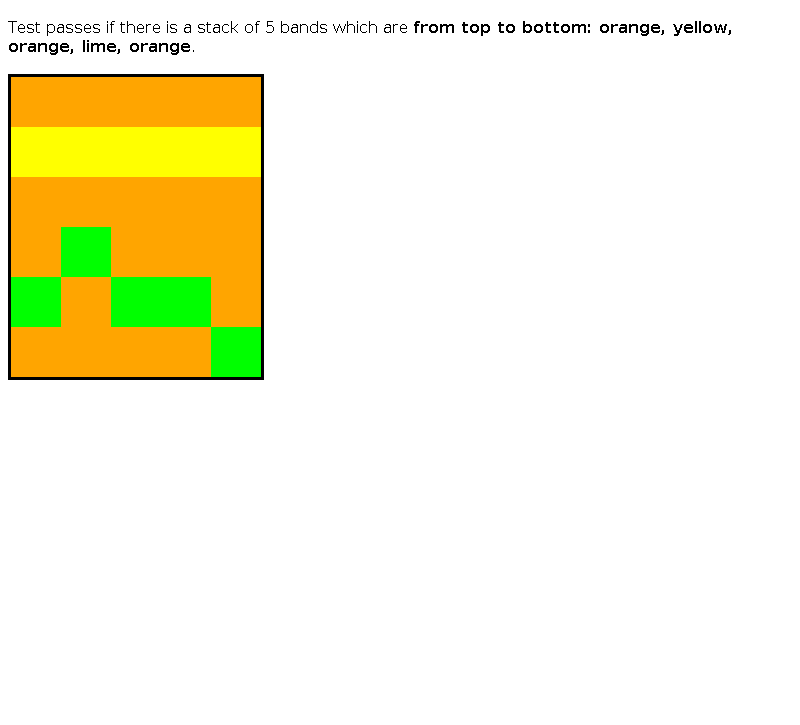 Test passes if there is a stack of 5 bands which are from top to bottom: orange, yellow,
orange, lime, orange.